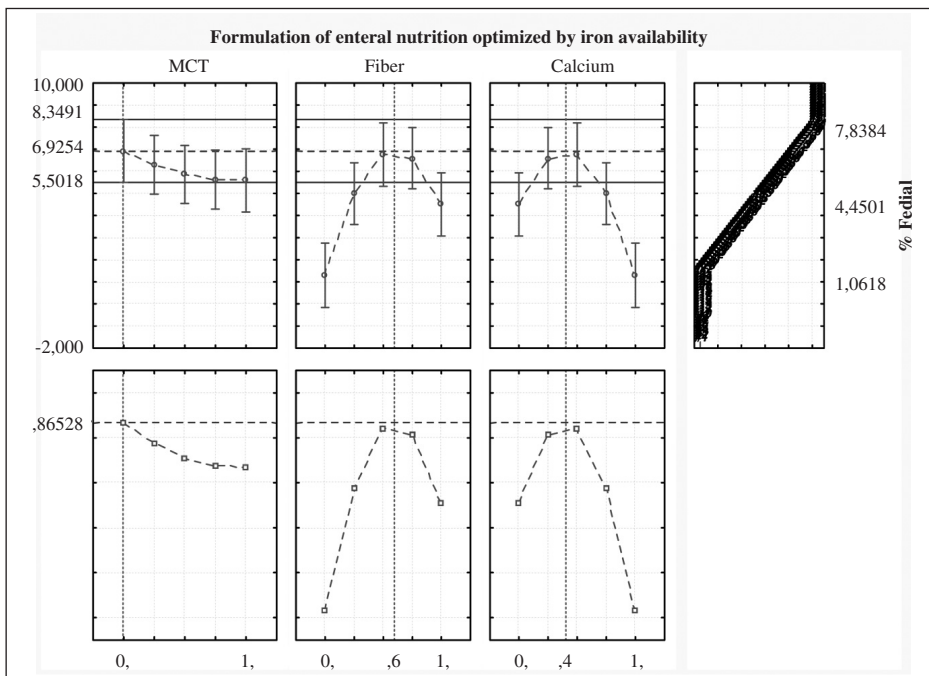 Formulation of enteral nutrition optimized by iron availability
MCT Fiber Calcium
10,000
8,3491
6,9254
5,5018
-2,000
7,8384
4,4501
1,0618
% Fedial
,86528
0, 1, 0, ,6 1, 0, ,4 1,